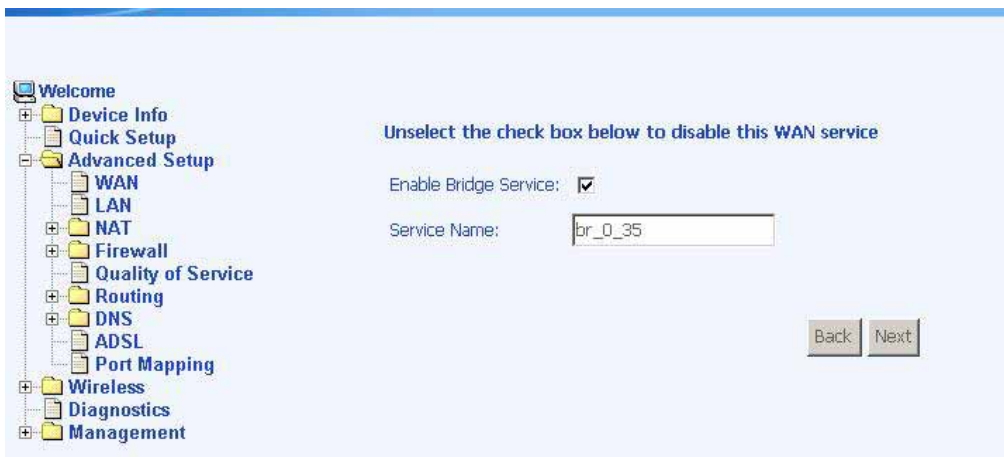 Welcome
Device Info
Quick Setup
Advanced Setup
WAN
LAN
NAT
Firewall
Quality of Service
Routing
DNS
ADSL
Port Mapping
Wireless
Diagnostics
Management
Unselect the check box below to disable this WAN service
Enable Bridge Service:
Service Name: br_0_35
Back Next